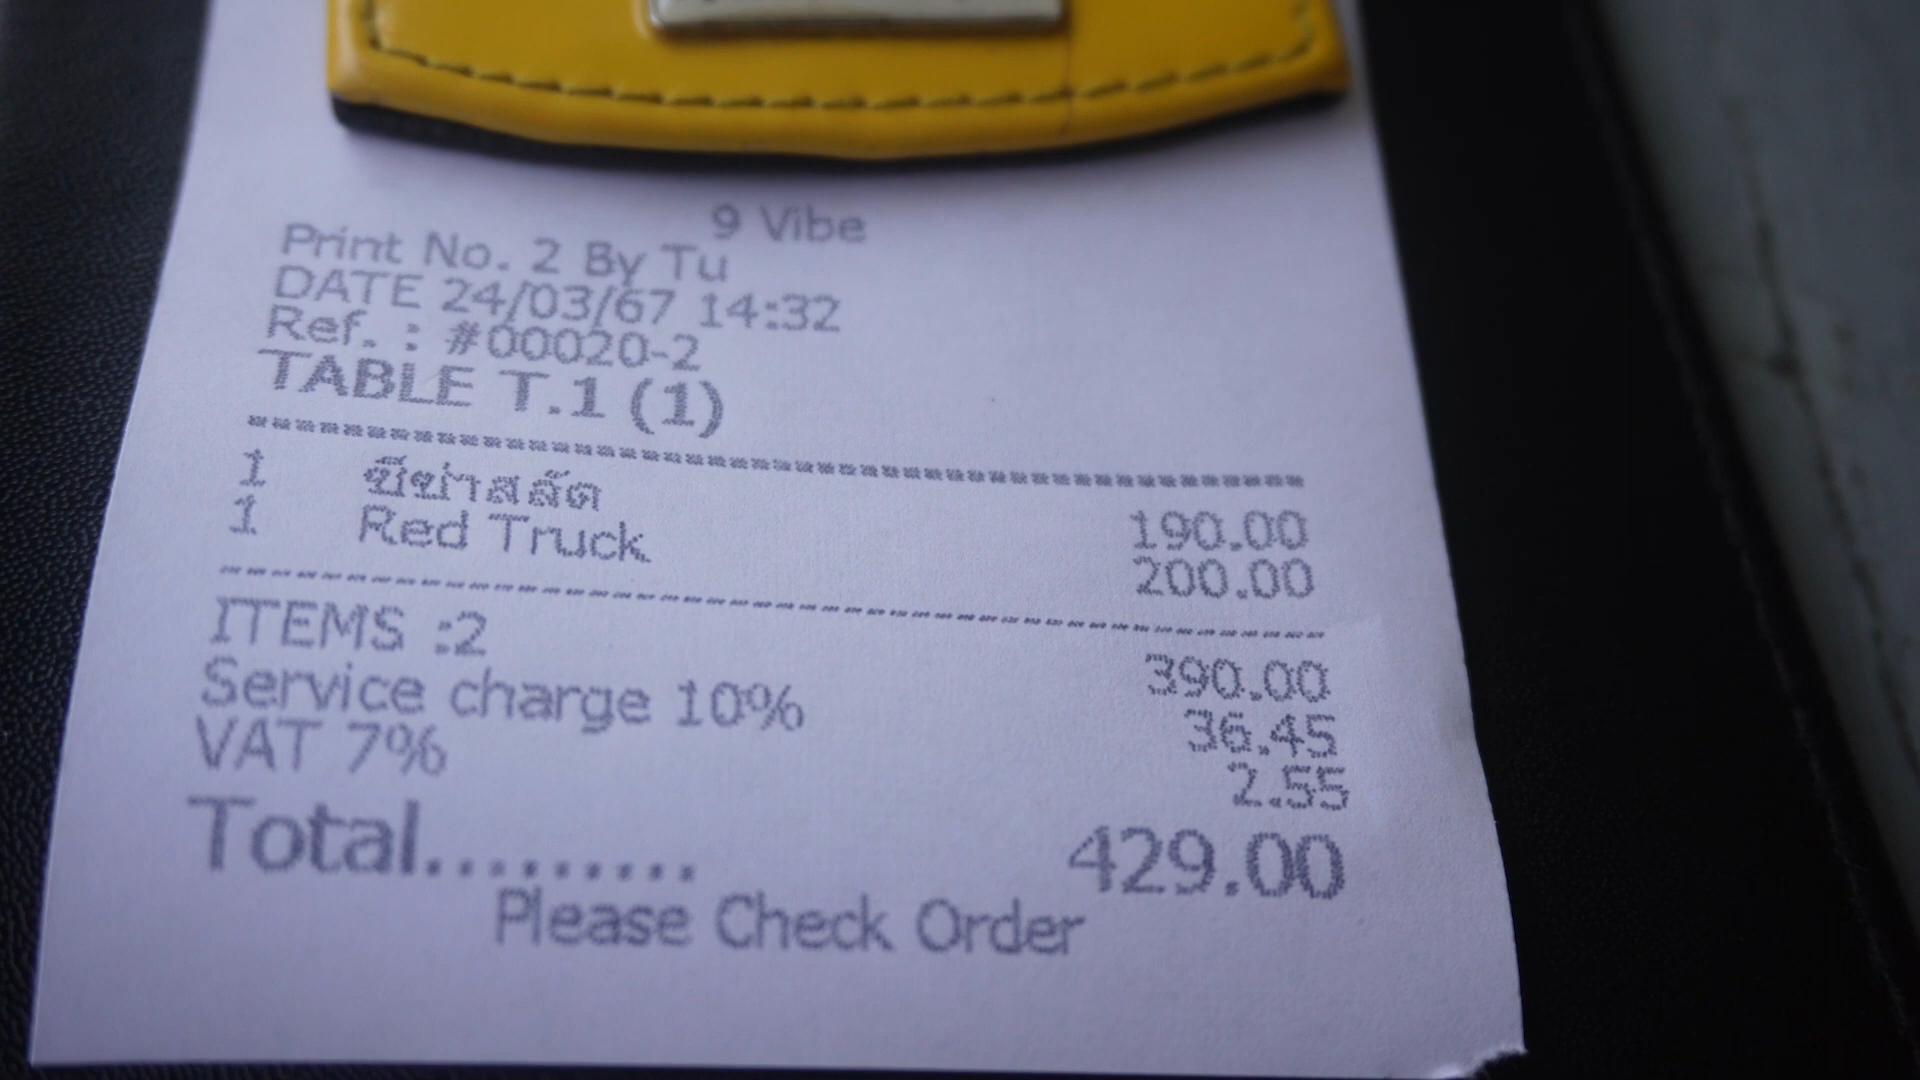 9 Vibe
Print No. 2 By Tu
DATE 24/03/67 14:32
Ref. : #00020-2
TABLE T.1 (1)
1 ซีซ่าสลัด 190.00
1 Red Truck 200.00
ITEMS :2 390.00
Service charge 10% 36.45
VAT 7% 2.55
Total......... 429.00
Please Check Order